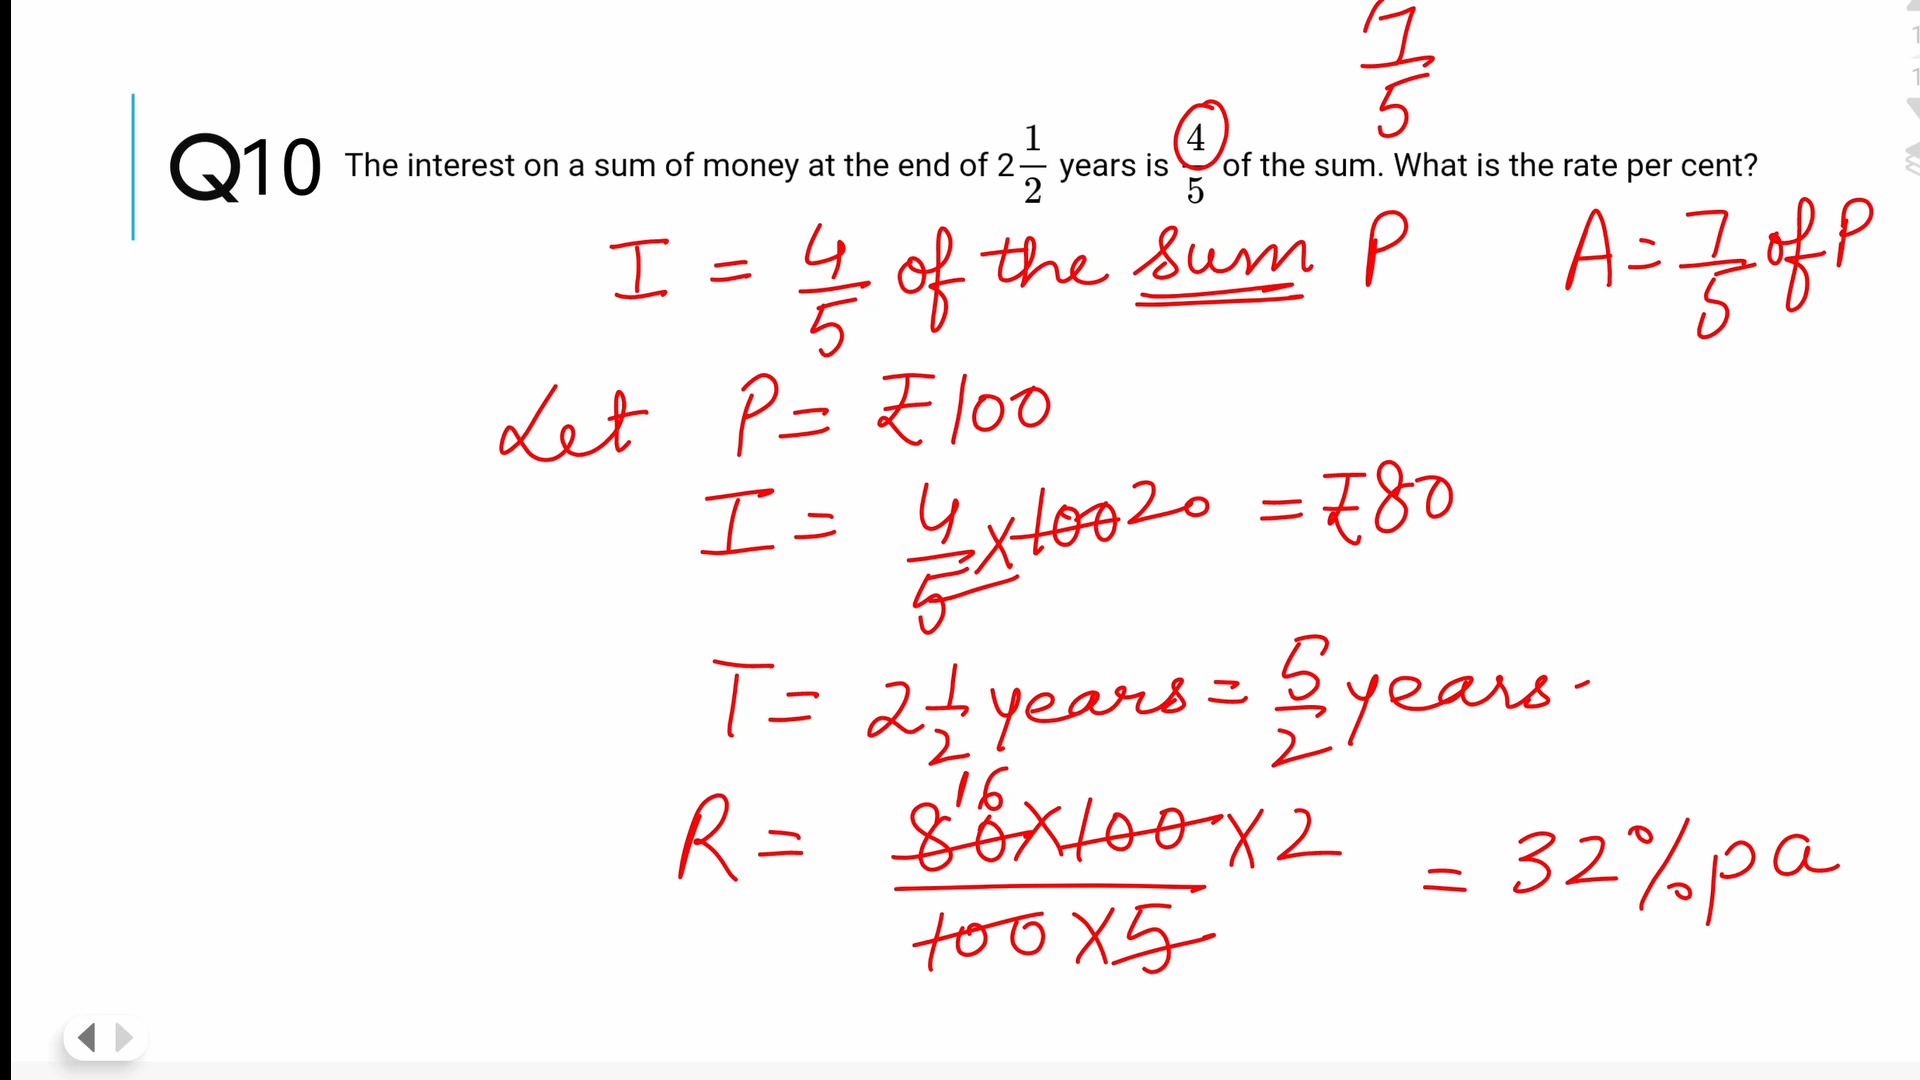 7/5
Q10 The interest on a sum of money at the end of 2 1/2 years is 4/5 of the sum. What is the rate per cent?
I = 4/5 of the sum P A = 7/5 of P
Let P = ₹100
I = 4/5 × 100 20 = ₹80
T = 2 1/2 years = 5/2 years.
16
R = 80 × 100 × 2 / 100 × 5 = 32% pa